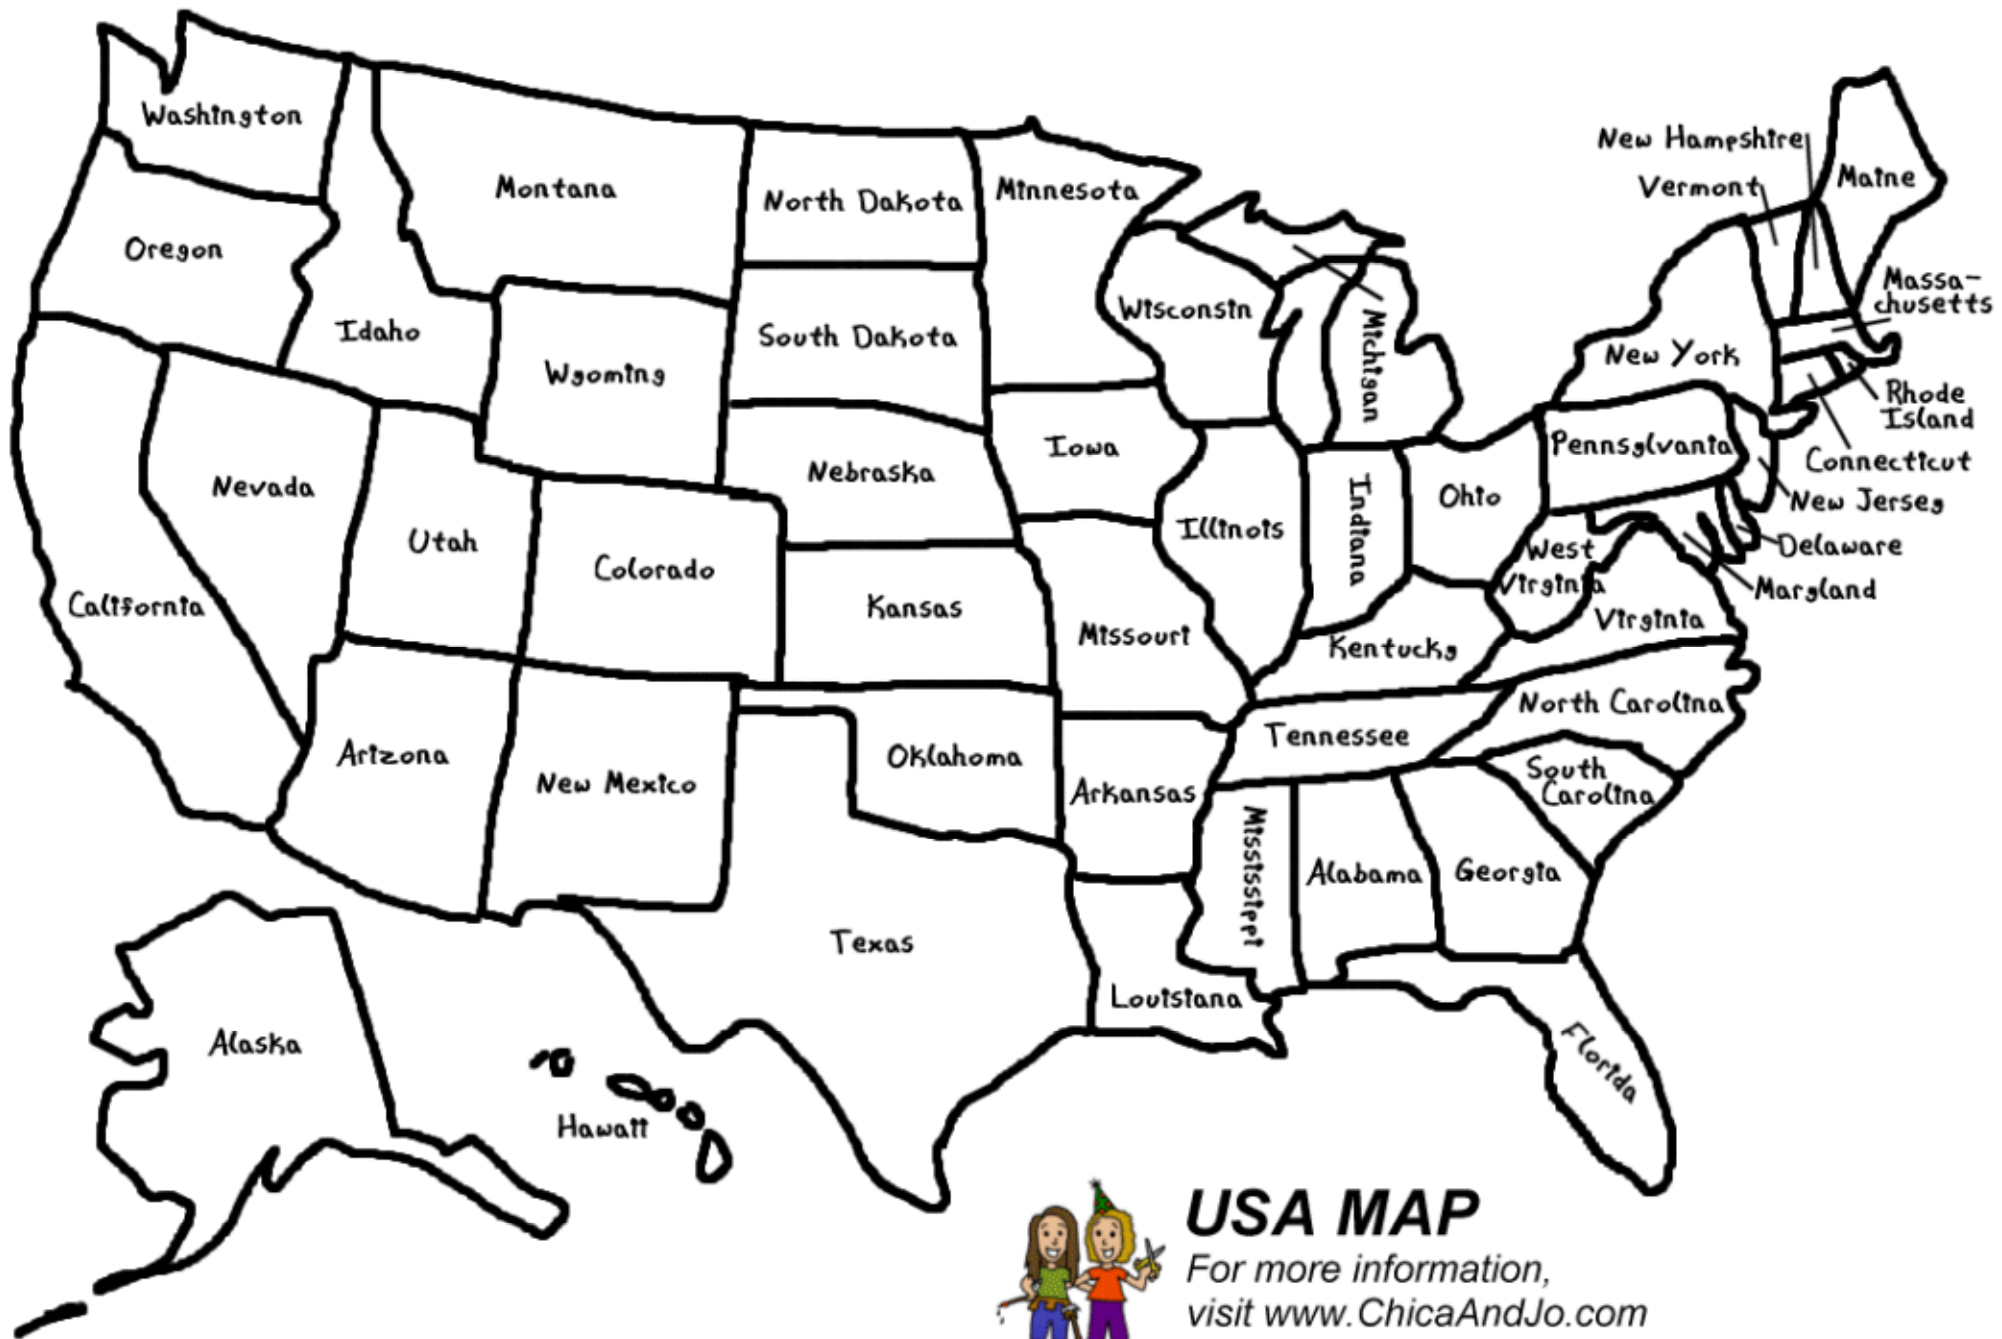 Washington
Montana
North Dakota
Minnesota
New Hampshire
Vermont
Maine
Oregon
Idaho
Wyoming
South Dakota
Wisconsin
Michigan
New York
Massa-
chusetts
Rhode
Island
Connecticut
New Jersey
Delaware
Maryland
Pennsylvania
Iowa
Nebraska
Nevada
Utah
Colorado
California
Kansas
Missouri
Illinois
Indiana
Ohio
West
Virginia
Virginia
Kentucky
Tennessee
North Carolina
South
Carolina
Arizona
New Mexico
Oklahoma
Arkansas
Mississippi
Alabama
Georgia
Texas
Louisiana
Florida
Alaska
Hawaii
USA MAP
For more information,
visit www.ChicaAndJo.com